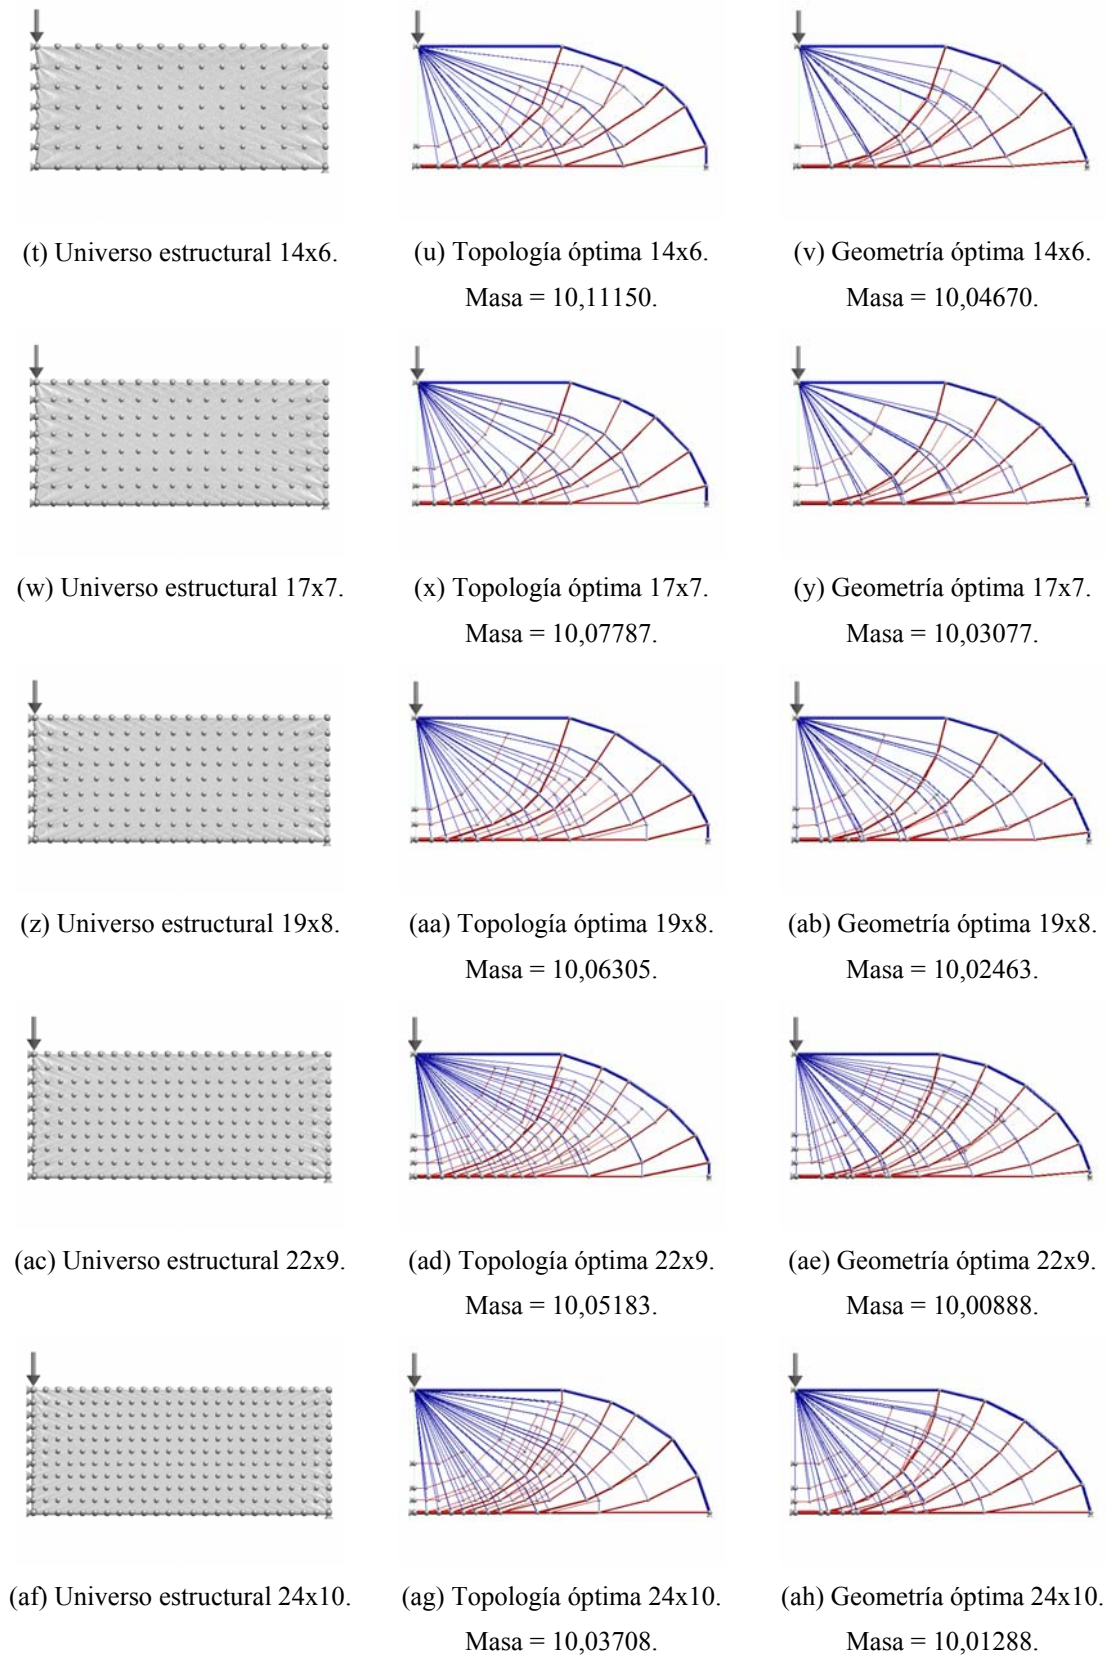 (t) Universo estructural 14x6.
(u) Topología óptima 14x6.
Masa = 10,11150.
(v) Geometría óptima 14x6.
Masa = 10,04670.
(w) Universo estructural 17x7.
(x) Topología óptima 17x7.
Masa = 10,07787.
(y) Geometría óptima 17x7.
Masa = 10,03077.
(z) Universo estructural 19x8.
(aa) Topología óptima 19x8.
Masa = 10,06305.
(ab) Geometría óptima 19x8.
Masa = 10,02463.
(ac) Universo estructural 22x9.
(ad) Topología óptima 22x9.
Masa = 10,05183.
(ae) Geometría óptima 22x9.
Masa = 10,00888.
(af) Universo estructural 24x10.
(ag) Topología óptima 24x10.
Masa = 10,03708.
(ah) Geometría óptima 24x10.
Masa = 10,01288.